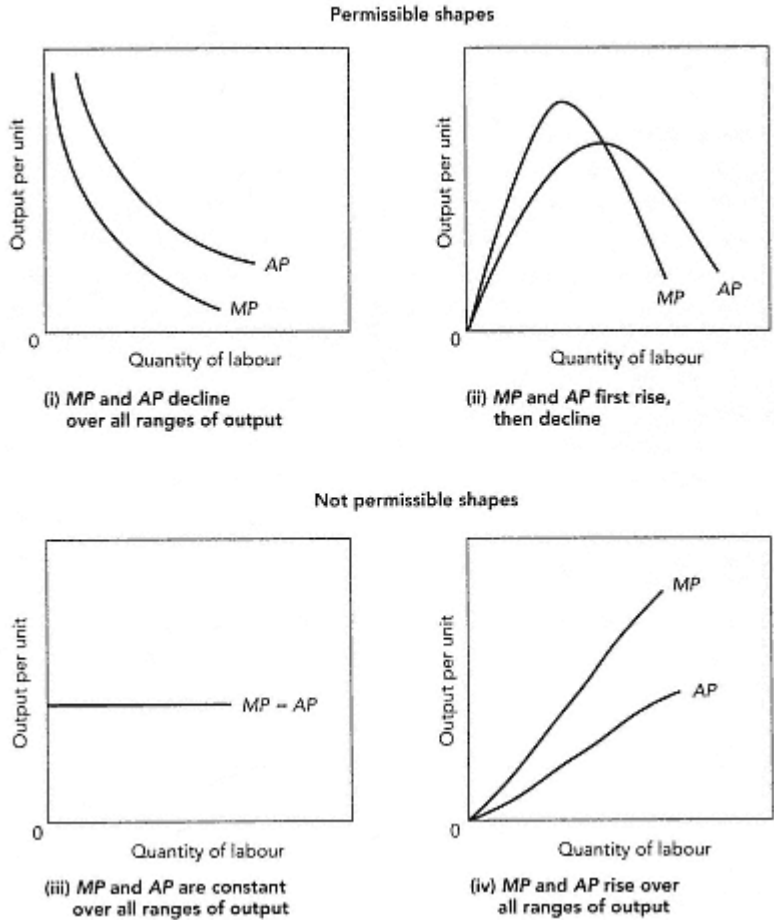 Permissible shapes
Output per unit
AP
MP
0
Quantity of labour
(i) MP and AP decline
over all ranges of output
Output per unit
MP
AP
0
Quantity of labour
(ii) MP and AP first rise,
then decline
Not permissible shapes
Output per unit
MP = AP
0
Quantity of labour
(iii) MP and AP are constant
over all ranges of output
Output per unit
MP
AP
0
Quantity of labour
(iv) MP and AP rise over
all ranges of output